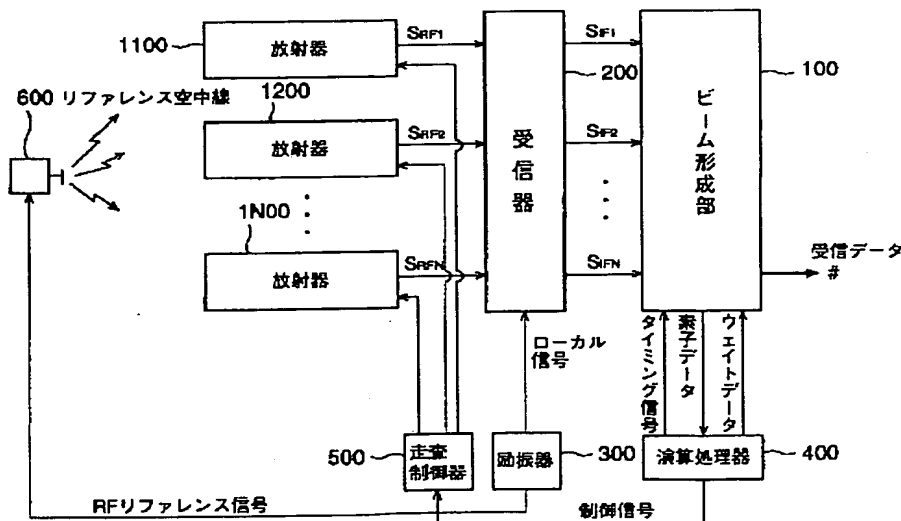 1100
放射器
SRF1
SIF1
200
100
600 リファレンス空中線
1200
放射器
SRF2
受信器
SIF2
ビーム形成部
1N00
放射器
SRFN
SIFN
受信データ
#
ローカル
信号
タイミング信号
素子データ
ウェイトデータ
500
走査
制御器
励振器
300
演算処理器
400
RFリファレンス信号
制御信号